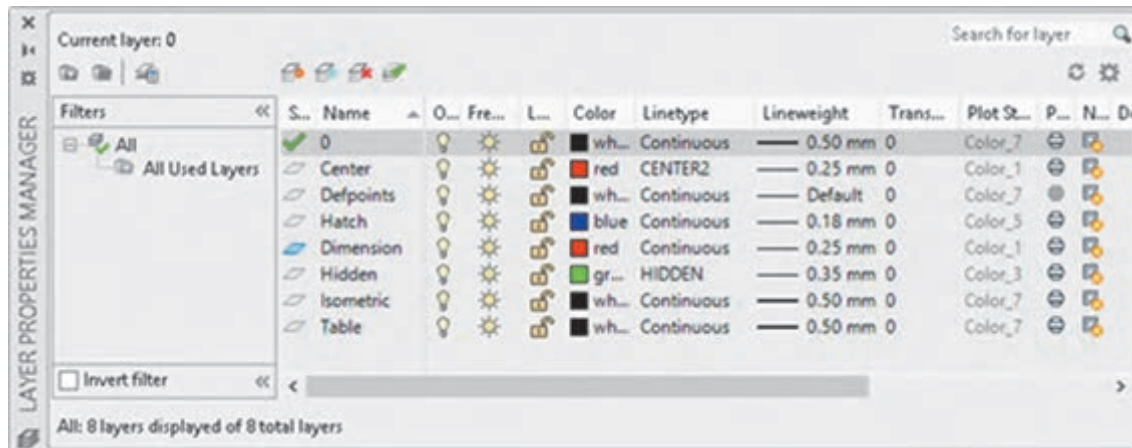 Current layer: 0
Search for layer
Filters
S... Name O... Fre... L... Color Linetype Lineweight Trans... Plot St... P... N... De
All
All Used Layers
0 wh... Continuous 0.50 mm 0 Color_7
Center red CENTER2 0.25 mm 0 Color_1
Defpoints wh... Continuous Default 0 Color_7
Hatch blue Continuous 0.18 mm 0 Color_5
Dimension red Continuous 0.25 mm 0 Color_1
Hidden gr... HIDDEN 0.35 mm 0 Color_3
Isometric wh... Continuous 0.50 mm 0 Color_7
Table wh... Continuous 0.50 mm 0 Color_7
Invert filter
All: 8 layers displayed of 8 total layers
LAYER PROPERTIES MANAGER